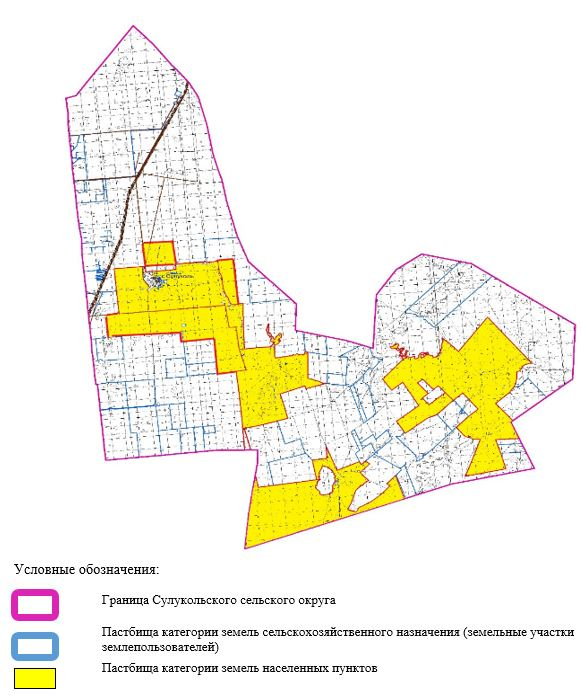 с. Сулуколь
Условные обозначения:
Граница Сулукольского сельского округа
Пастбища категории земель сельскохозяйственного назначения (земельные участки
землепользователей)
Пастбища категории земель населенных пунктов